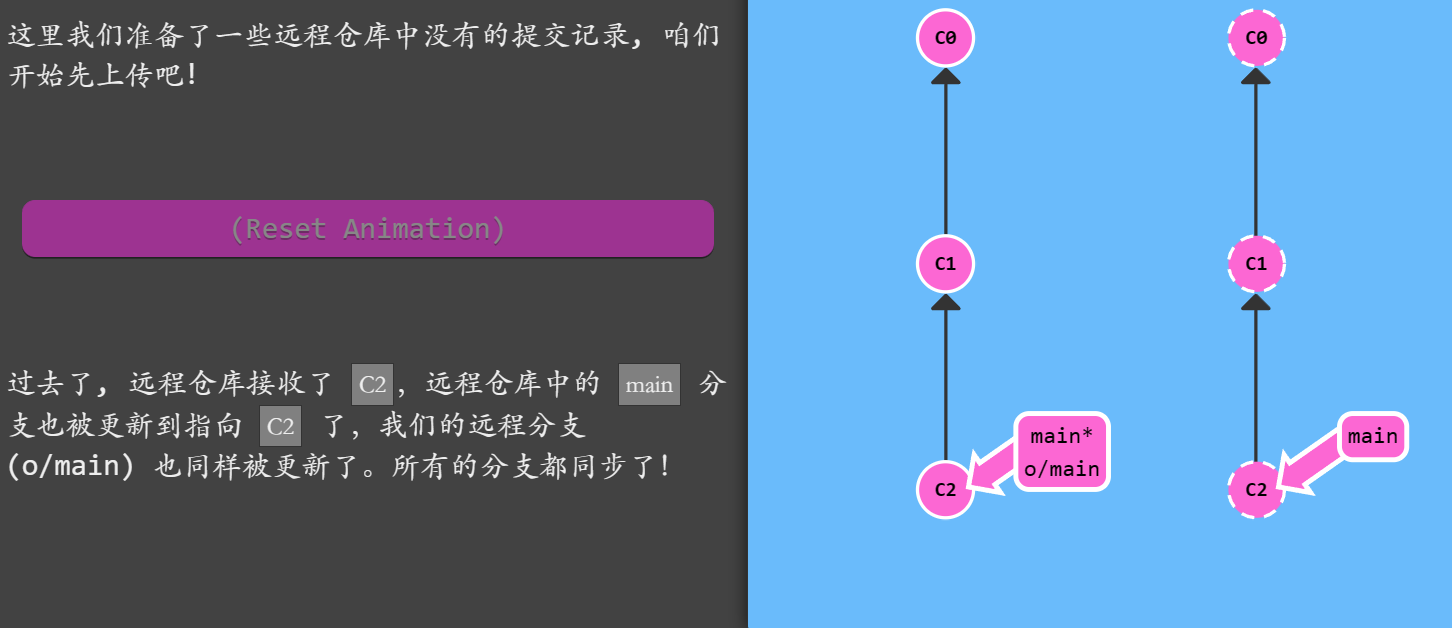 这里我们准备了一些远程仓库中没有的提交记录, 咱们
开始先上传吧!
(Reset Animation)
过去了, 远程仓库接收了 C2, 远程仓库中的 main 分
支也被更新到指向 C2 了, 我们的远程分支
(o/main) 也同样被更新了。所有的分支都同步了!
C0
C1
main*
o/main
C2
C0
C1
main
C2